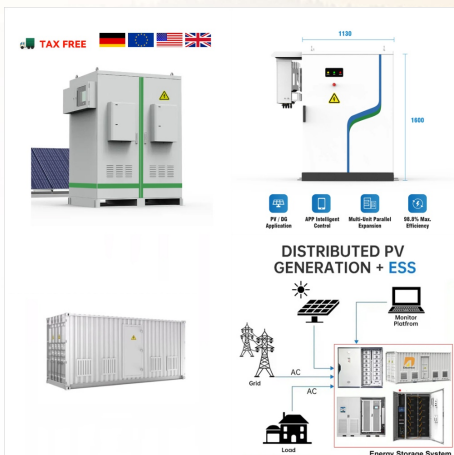 TAX FREE
1130
1600
PV / DG
Application
APP Intelligent
Control
Multi-Unit Parallel
Expansion
98.8% Max.
Efficiency
DISTRIBUTED PV
GENERATION + ESS
Monitor
Plotfrom
Grid
AC
AC
Load
Energy Storage System